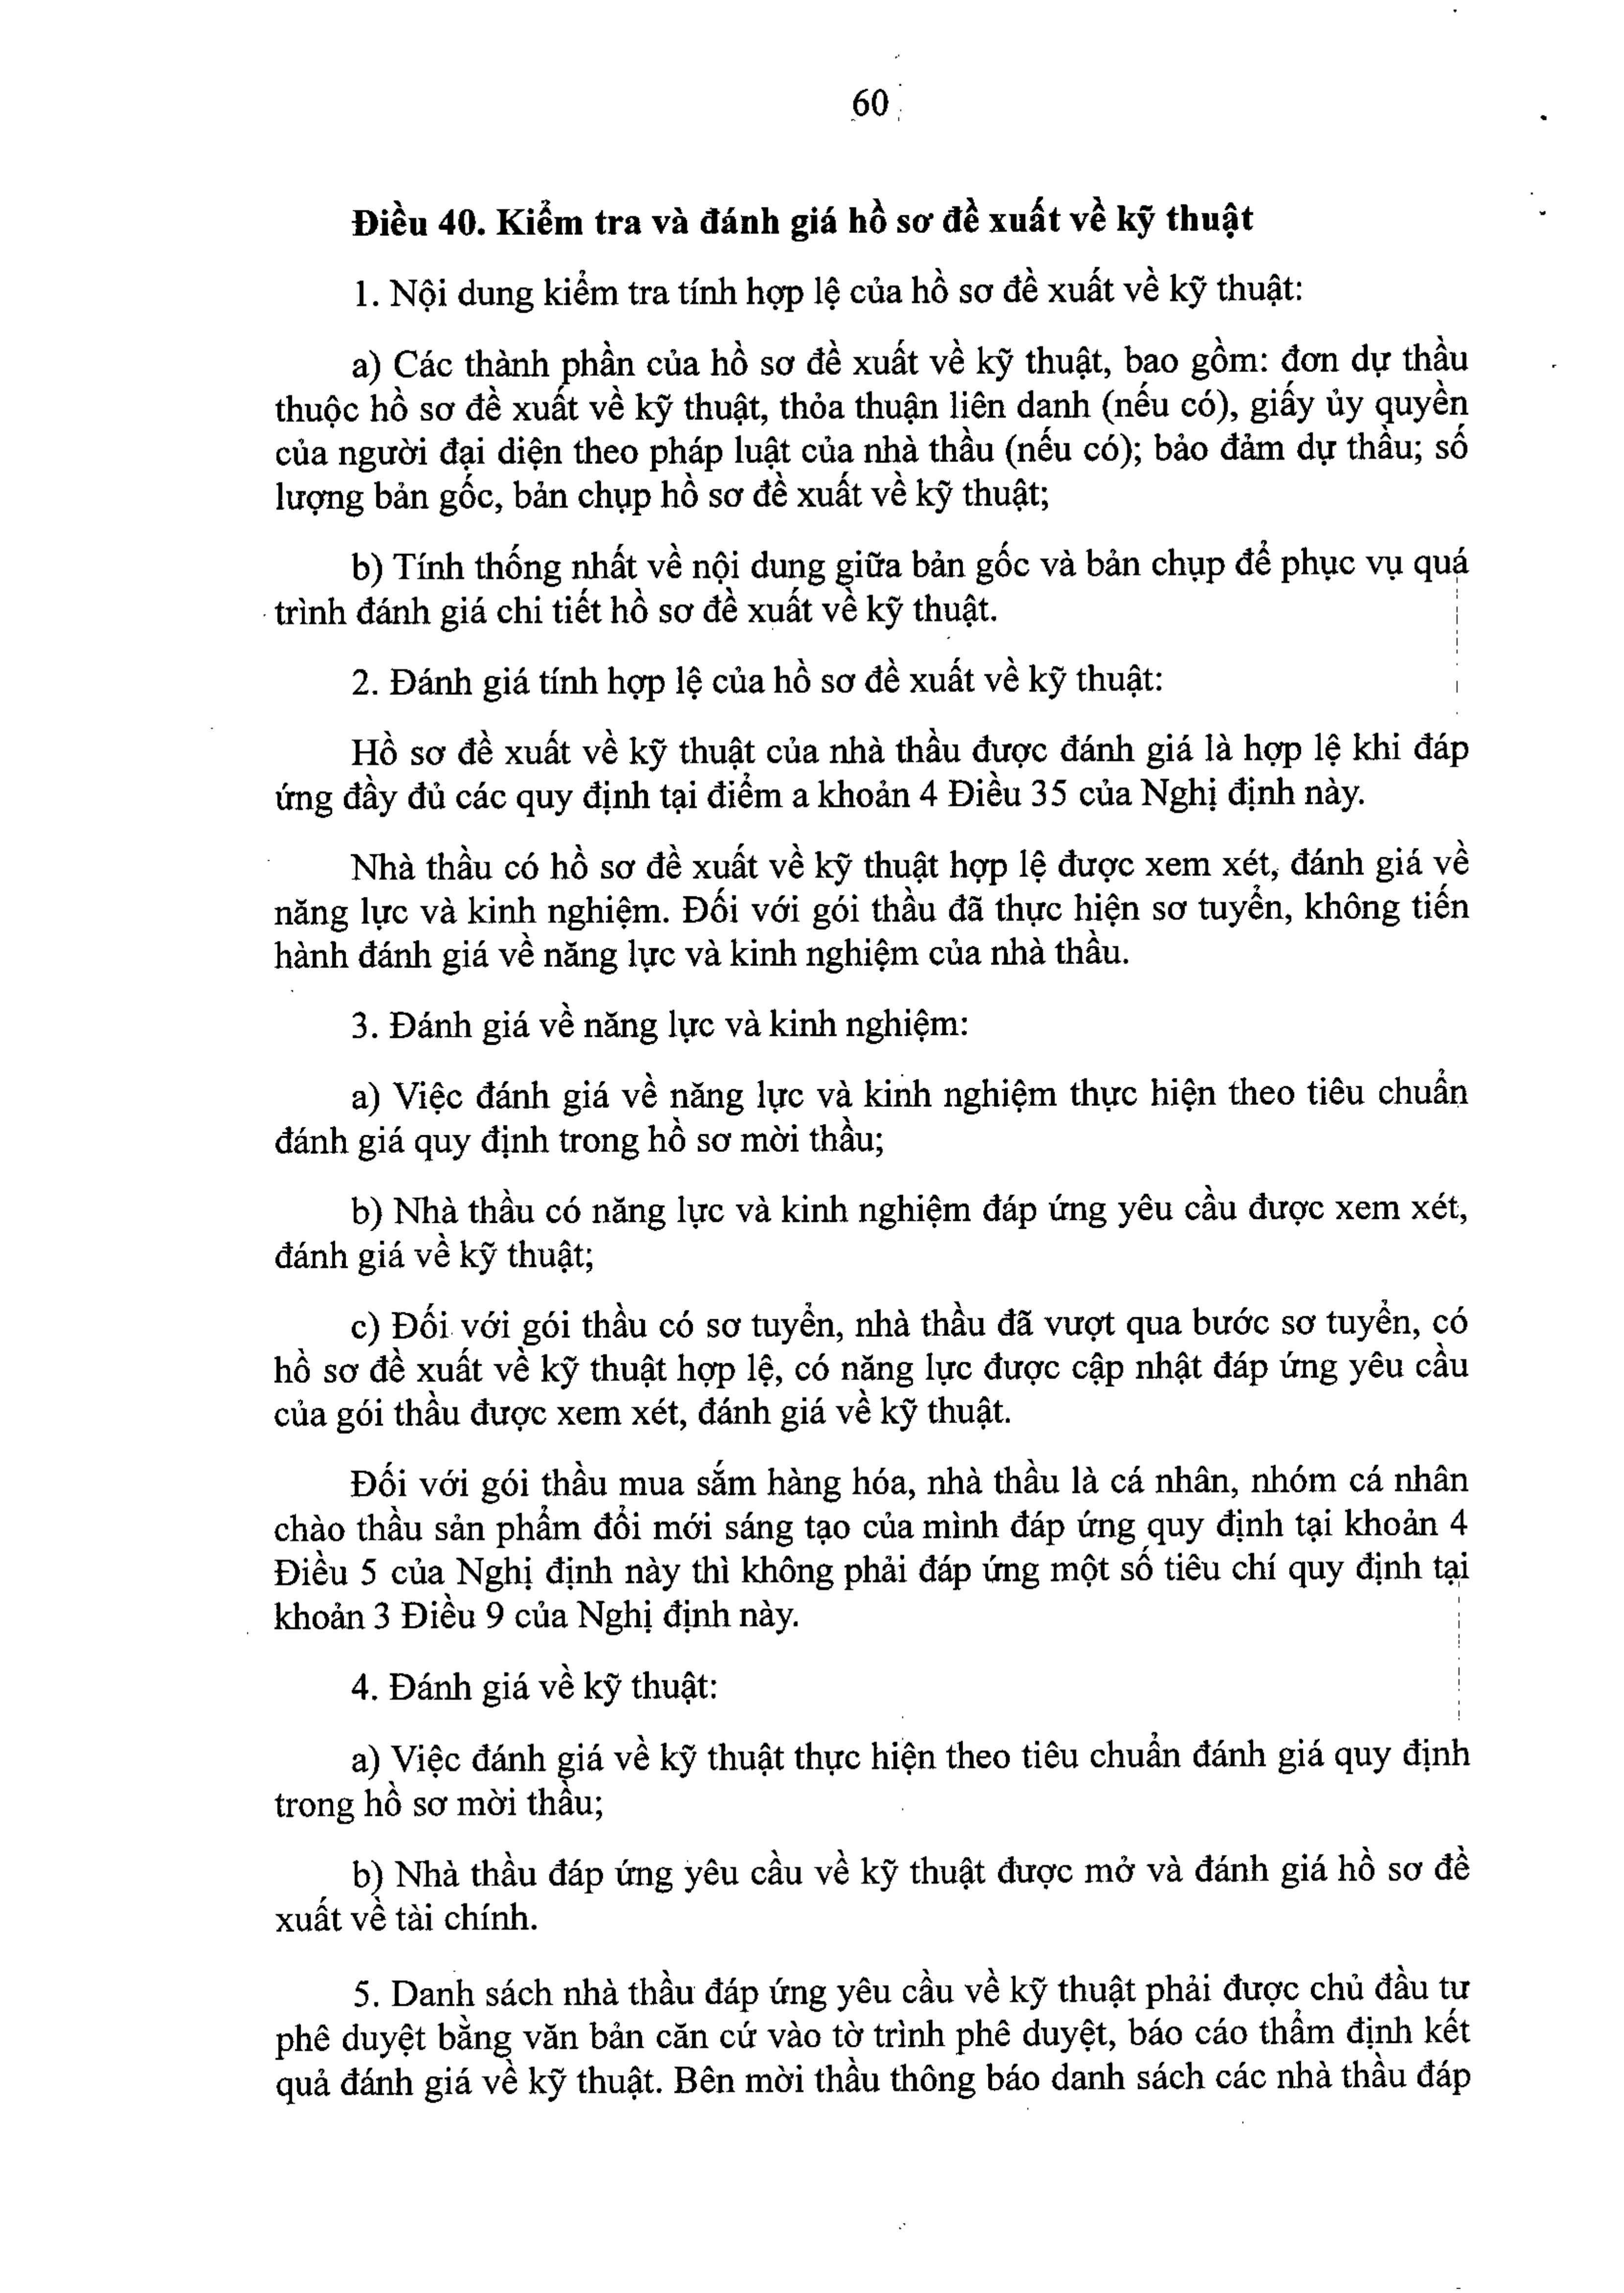 60
Điều 40. Kiểm tra và đánh giá hồ sơ đề xuất về kỹ thuật
1. Nội dung kiểm tra tính hợp lệ của hồ sơ đề xuất về kỹ thuật:
a) Các thành phần của hồ sơ đề xuất về kỹ thuật, bao gồm: đơn dự thầu
thuộc hồ sơ đề xuất về kỹ thuật, thỏa thuận liên danh (nếu có), giấy ủy quyền
của người đại diện theo pháp luật của nhà thầu (nếu có); bảo đảm dự thầu; số
lượng bản gốc, bản chụp hồ sơ đề xuất về kỹ thuật;
b) Tính thống nhất về nội dung giữa bản gốc và bản chụp để phục vụ quá
trình đánh giá chi tiết hồ sơ đề xuất về kỹ thuật.
2. Đánh giá tính hợp lệ của hồ sơ đề xuất về kỹ thuật:
Hồ sơ đề xuất về kỹ thuật của nhà thầu được đánh giá là hợp lệ khi đáp
ứng đầy đủ các quy định tại điểm a khoản 4 Điều 35 của Nghị định này.
Nhà thầu có hồ sơ đề xuất về kỹ thuật hợp lệ được xem xét, đánh giá về
năng lực và kinh nghiệm. Đối với gói thầu đã thực hiện sơ tuyển, không tiến
hành đánh giá về năng lực và kinh nghiệm của nhà thầu.
3. Đánh giá về năng lực và kinh nghiệm:
a) Việc đánh giá về năng lực và kinh nghiệm thực hiện theo tiêu chuẩn
đánh giá quy định trong hồ sơ mời thầu;
b) Nhà thầu có năng lực và kinh nghiệm đáp ứng yêu cầu được xem xét,
đánh giá về kỹ thuật;
c) Đối với gói thầu có sơ tuyển, nhà thầu đã vượt qua bước sơ tuyển, có
hồ sơ đề xuất về kỹ thuật hợp lệ, có năng lực được cập nhật đáp ứng yêu cầu
của gói thầu được xem xét, đánh giá về kỹ thuật.
Đối với gói thầu mua sắm hàng hóa, nhà thầu là cá nhân, nhóm cá nhân
chào thầu sản phẩm đổi mới sáng tạo của mình đáp ứng quy định tại khoản 4
Điều 5 của Nghị định này thì không phải đáp ứng một số tiêu chí quy định tại
khoản 3 Điều 9 của Nghị định này.
4. Đánh giá về kỹ thuật:
a) Việc đánh giá về kỹ thuật thực hiện theo tiêu chuẩn đánh giá quy định
trong hồ sơ mời thầu;
b) Nhà thầu đáp ứng yêu cầu về kỹ thuật được mở và đánh giá hồ sơ đề
xuất về tài chính.
5. Danh sách nhà thầu đáp ứng yêu cầu về kỹ thuật phải được chủ đầu tư
phê duyệt bằng văn bản căn cứ vào tờ trình phê duyệt, báo cáo thẩm định kết
quả đánh giá về kỹ thuật. Bên mời thầu thông báo danh sách các nhà thầu đáp